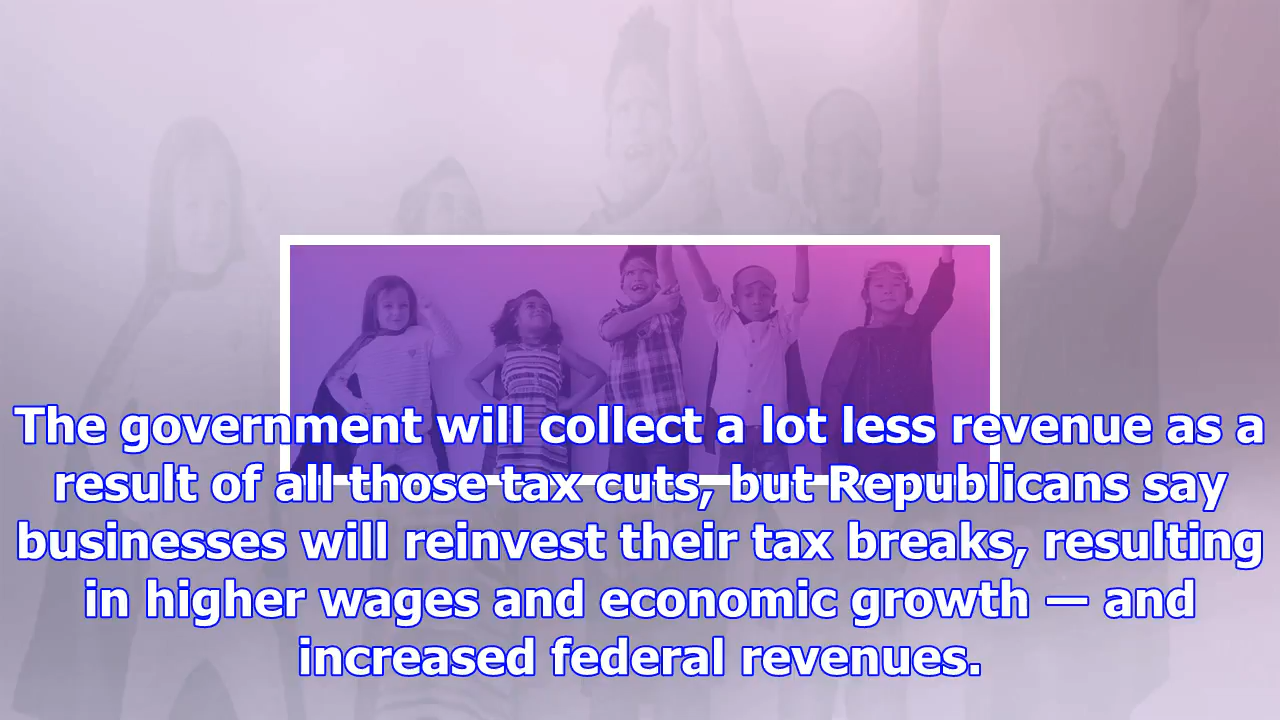 The government will collect a lot less revenue as a
result of all those tax cuts, but Republicans say
businesses will reinvest their tax breaks, resulting
in higher wages and economic growth — and
increased federal revenues.